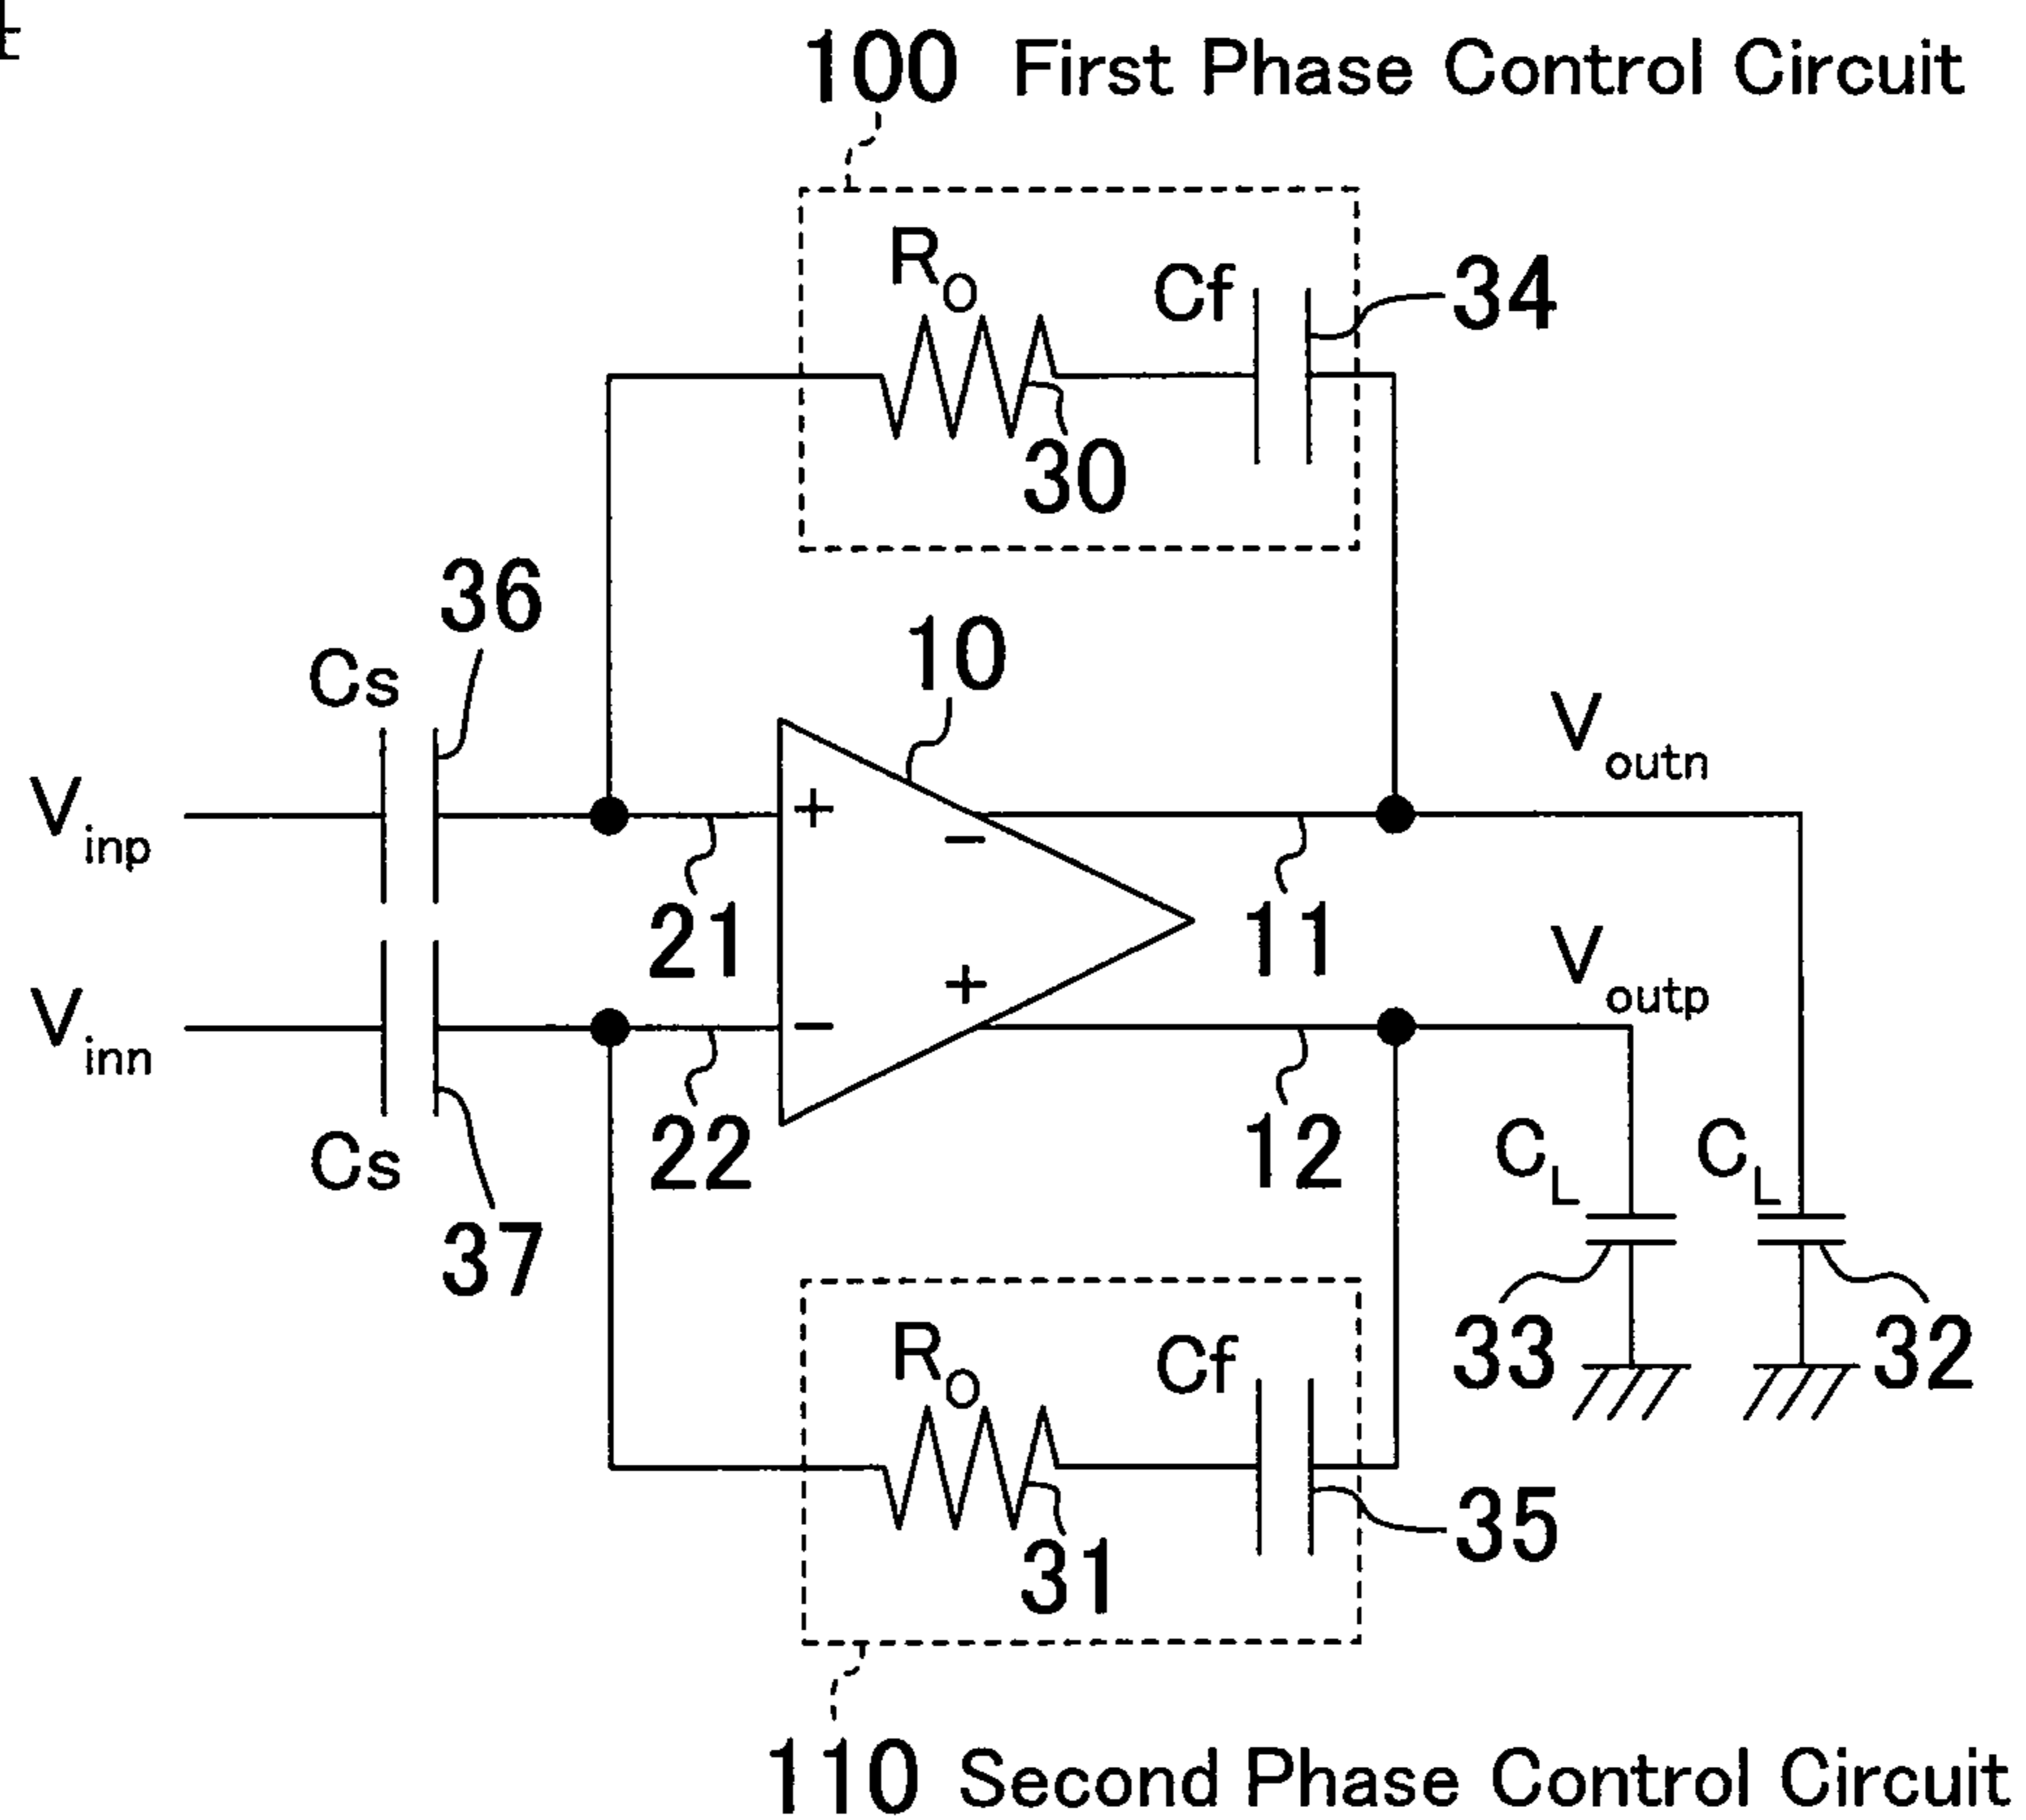 100 First Phase Control Circuit
RO
Cf
34
30
36
10
Cs
Voutn
Vinp
+
−
21
11
Voutp
+
Vinn
−
22
12
CL
CL
Cs
37
33
32
RO
Cf
35
31
110 Second Phase Control Circuit